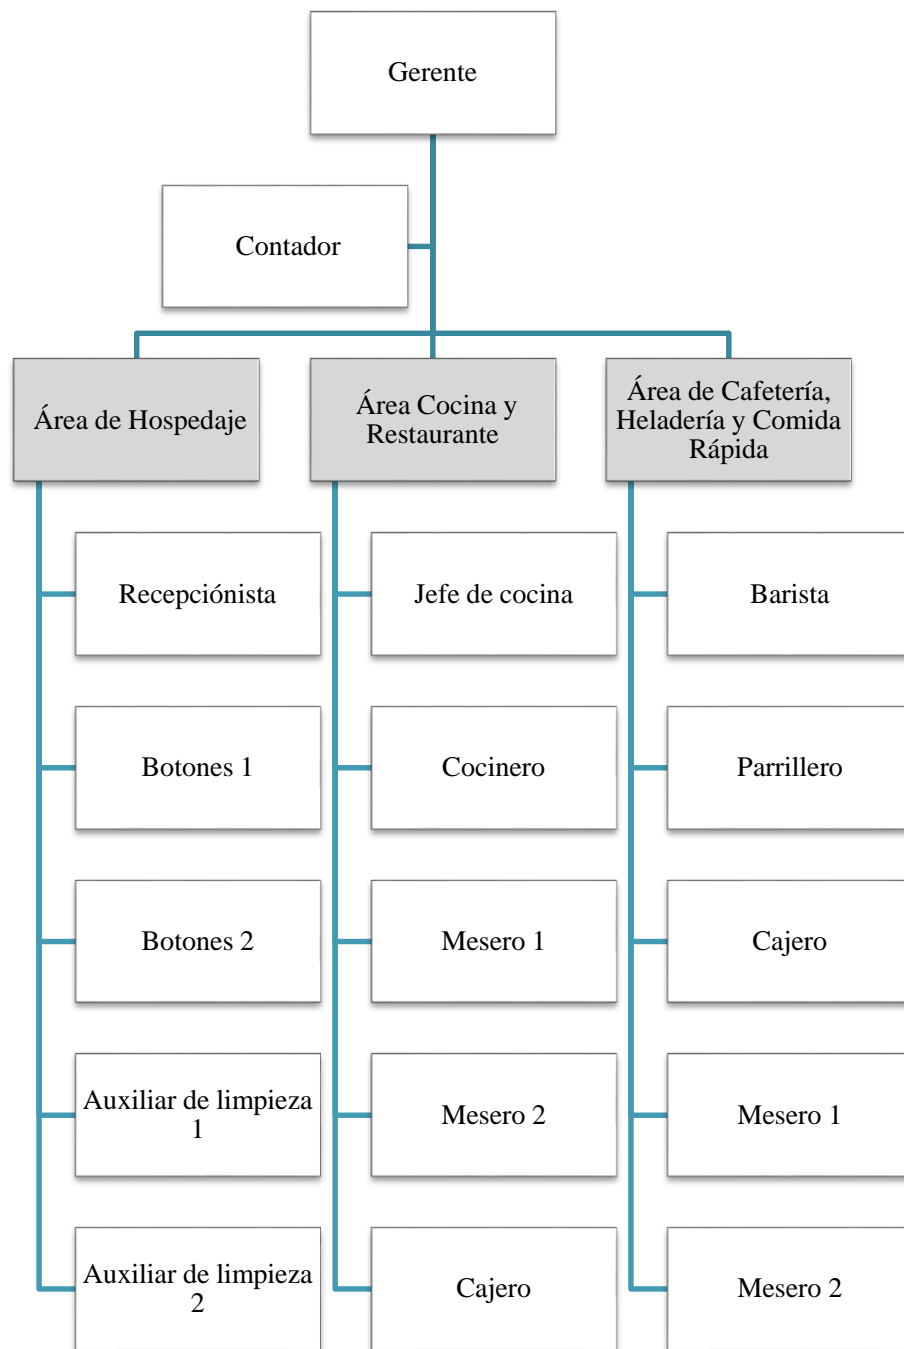 Gerente
Contador
Área de Hospedaje
Área Cocina y
Restaurante
Área de Cafetería,
Heladería y Comida
Rápida
Recepciónista
Jefe de cocina
Barista
Botones 1
Cocinero
Parrillero
Botones 2
Mesero 1
Cajero
Auxiliar de limpieza
1
Mesero 2
Mesero 1
Auxiliar de limpieza
2
Cajero
Mesero 2